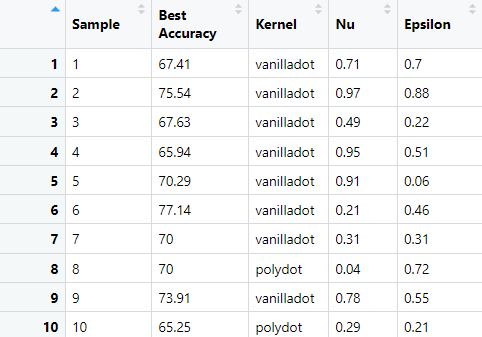 Sample Best Accuracy Kernel Nu Epsilon
1 1 67.41 vanilladot 0.71 0.7
2 2 75.54 vanilladot 0.97 0.88
3 3 67.63 vanilladot 0.49 0.22
4 4 65.94 vanilladot 0.95 0.51
5 5 70.29 vanilladot 0.91 0.06
6 6 77.14 vanilladot 0.21 0.46
7 7 70 vanilladot 0.31 0.31
8 8 70 polydot 0.04 0.72
9 9 73.91 vanilladot 0.78 0.55
10 10 65.25 polydot 0.29 0.21